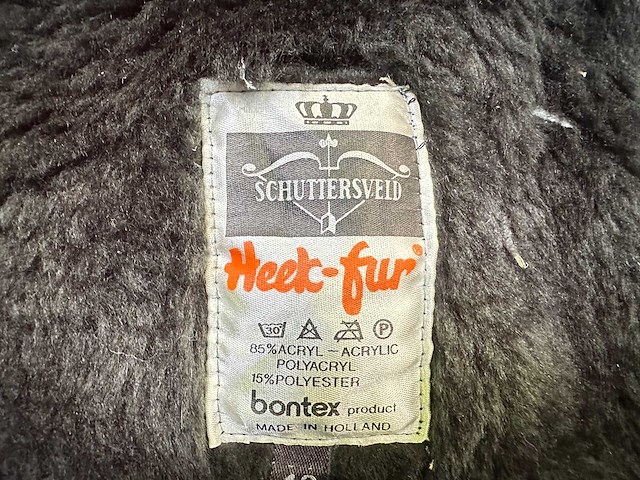 SCHUTTERSVELD
Heek-fur®
30° P
85%ACRYL - ACRYLIC
POLYACRYL
15%POLYESTER
bontex product
MADE IN HOLLAND